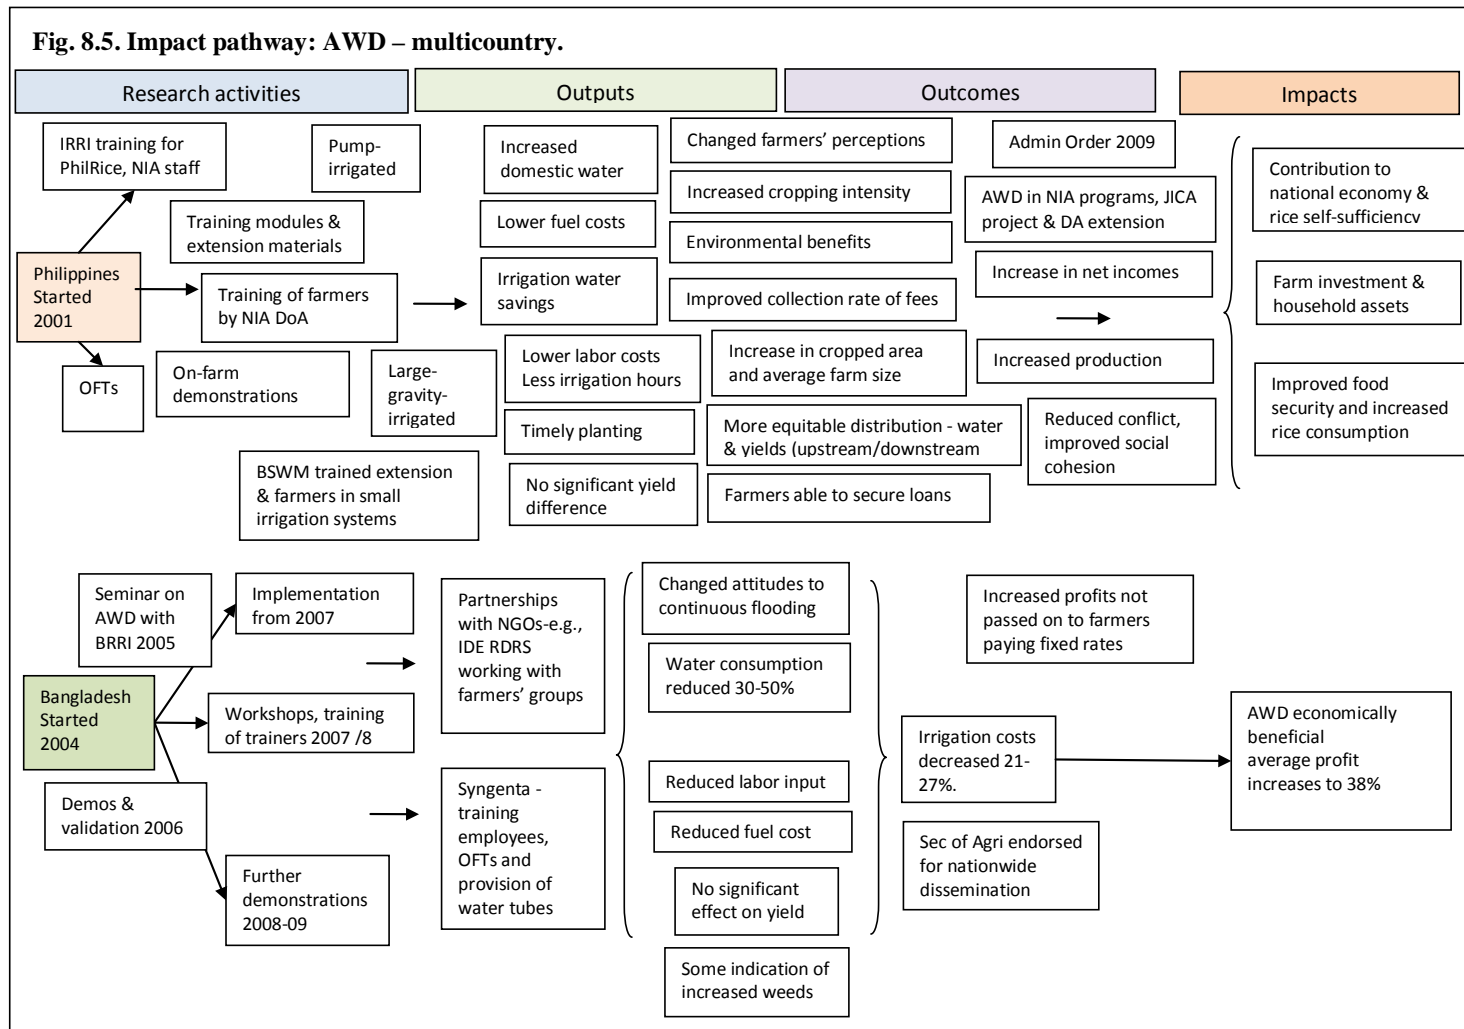 Fig. 8.5. Impact pathway: AWD – multicountry.
Research activities
Outputs
Outcomes
Impacts
IRRI training for
PhilRice, NIA staff
Pump-
irrigated
Training modules &
extension materials
Philippines
Started
2001
Training of farmers
by NIA DoA
OFTs
On-farm
demonstrations
Large-
gravity-
irrigated
BSWM trained extension
& farmers in small
irrigation systems
Increased
domestic water
Lower fuel costs
Irrigation water
savings
Lower labor costs
Less irrigation hours
Timely planting
No significant yield
difference
Changed farmers’ perceptions
Increased cropping intensity
Environmental benefits
Improved collection rate of fees
Increase in cropped area
and average farm size
More equitable distribution - water
& yields (upstream/downstream
Farmers able to secure loans
Admin Order 2009
AWD in NIA programs, JICA
project & DA extension
Increase in net incomes
Increased production
Reduced conflict,
improved social
cohesion
Contribution to
national economy &
rice self-sufficiency
Farm investment &
household assets
Improved food
security and increased
rice consumption
Seminar on
AWD with
BRRI 2005
Implementation
from 2007
Bangladesh
Started
2004
Workshops, training
of trainers 2007 /8
Demos &
validation 2006
Further
demonstrations
2008-09
Partnerships
with NGOs-e.g.,
IDE RDRS
working with
farmers’ groups
Syngenta -
training
employees,
OFTs and
provision of
water tubes
Changed attitudes to
continuous flooding
Water consumption
reduced 30-50%
Reduced labor input
Reduced fuel cost
No significant
effect on yield
Some indication of
increased weeds
Increased profits not
passed on to farmers
paying fixed rates
Irrigation costs
decreased 21-
27%.
Sec of Agri endorsed
for nationwide
dissemination
AWD economically
beneficial
average profit
increases to 38%